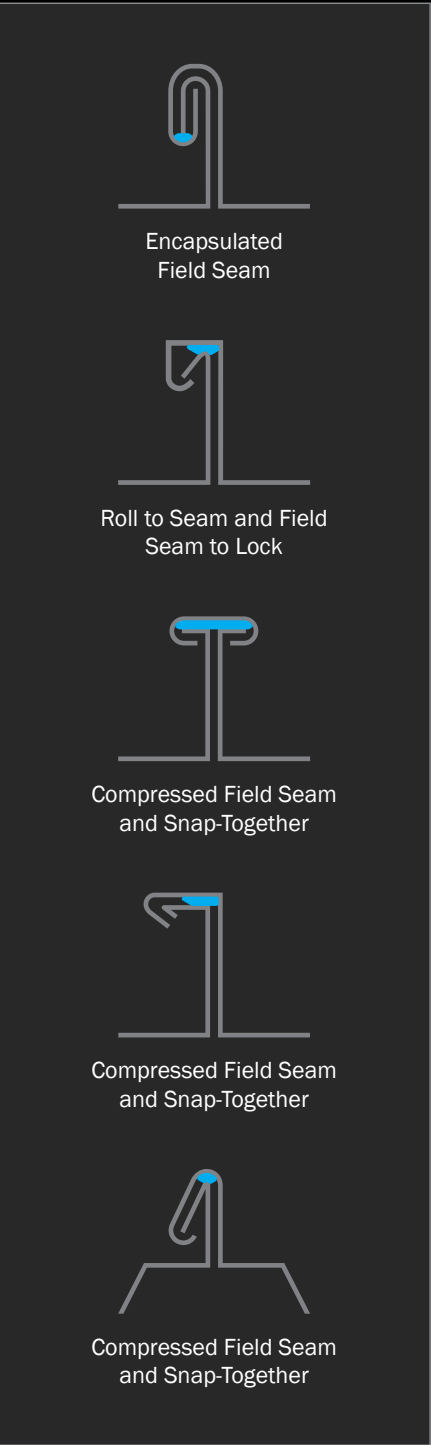 Encapsulated
Field Seam
Roll to Seam and Field
Seam to Lock
Compressed Field Seam
and Snap-Together
Compressed Field Seam
and Snap-Together
Compressed Field Seam
and Snap-Together